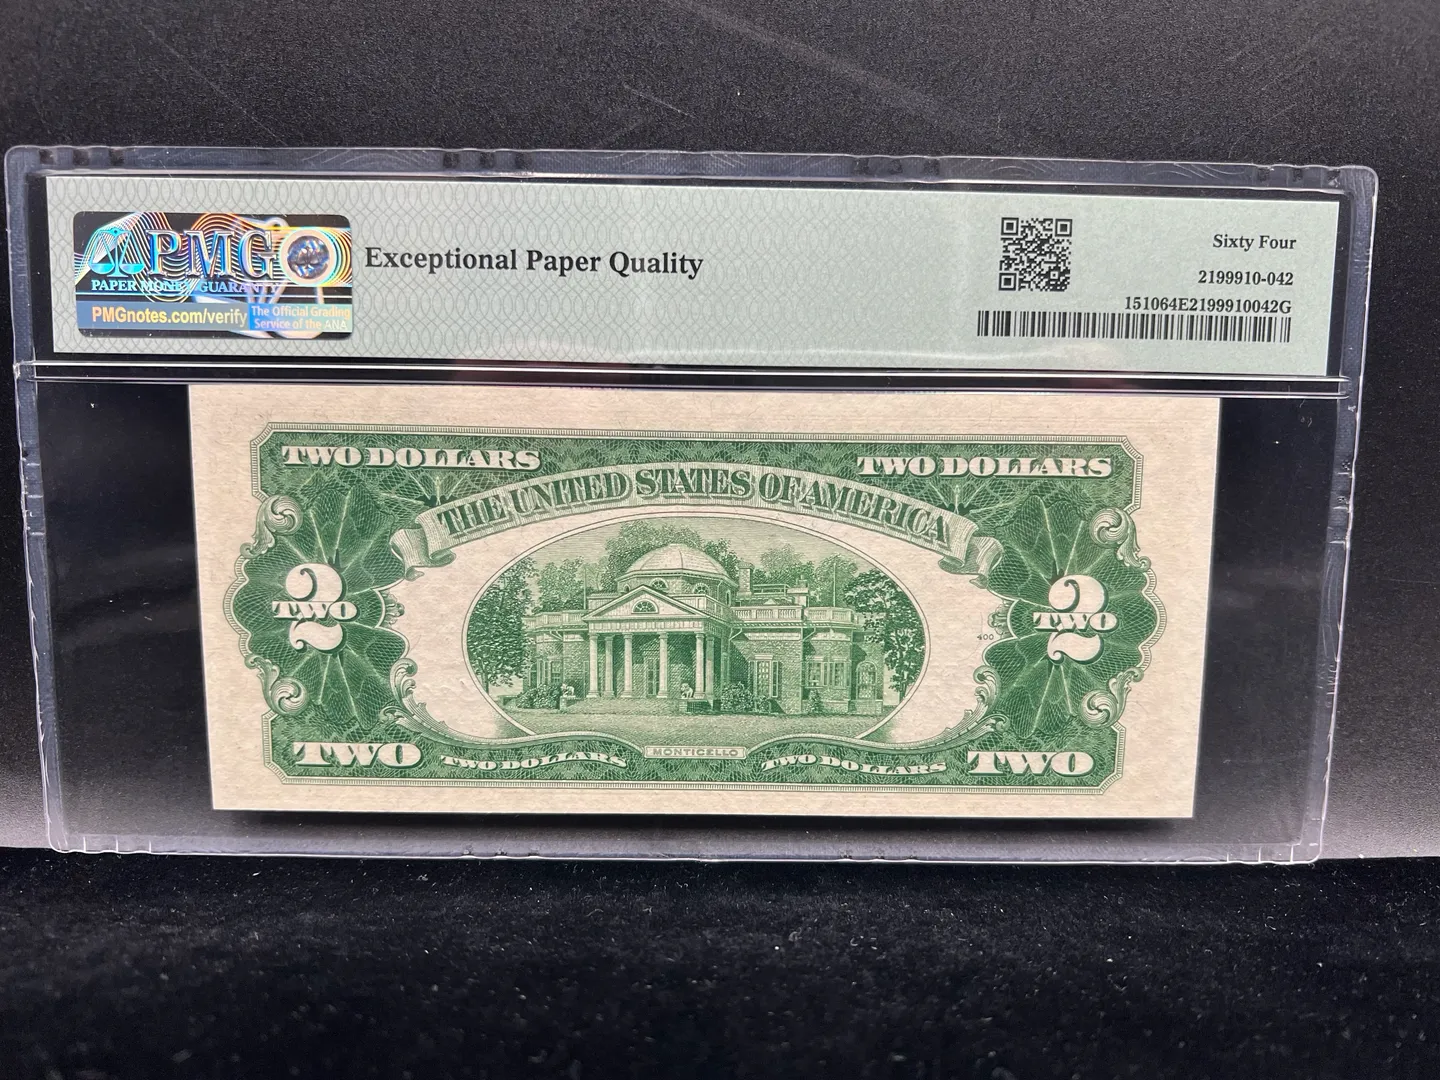 PMG
PAPER MONEY GUARANTY
PMGnotes.com/verify
The Official Grading
Service of the ANA
Exceptional Paper Quality
Sixty Four
2199910-042
151064E2199910042G
TWO DOLLARS
TWO DOLLARS
THE UNITED STATES OF AMERICA
2
TWO
2
TWO
400
MONTICELLO
TWO
TWO DOLLARS
TWO DOLLARS
TWO